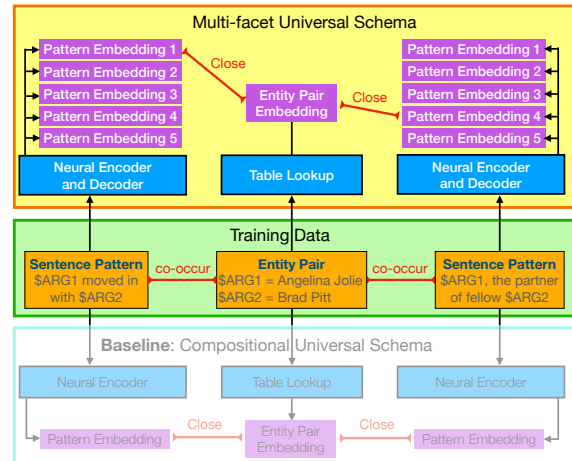 Multi-facet Universal Schema
Pattern Embedding 1
Pattern Embedding 2
Pattern Embedding 3
Pattern Embedding 4
Pattern Embedding 5
Close
Entity Pair
Embedding
Close
Pattern Embedding 1
Pattern Embedding 2
Pattern Embedding 3
Pattern Embedding 4
Pattern Embedding 5
Neural Encoder
and Decoder
Table Lookup
Neural Encoder
and Decoder
Training Data
Sentence Pattern
$ARG1 moved in
with $ARG2
co-occur
Entity Pair
$ARG1 = Angelina Jolie
$ARG2 = Brad Pitt
co-occur
Sentence Pattern
$ARG1, the partner
of fellow $ARG2
Baseline: Compositional Universal Schema
Neural Encoder
Table Lookup
Neural Encoder
Pattern Embedding
Close
Entity Pair
Embedding
Close
Pattern Embedding